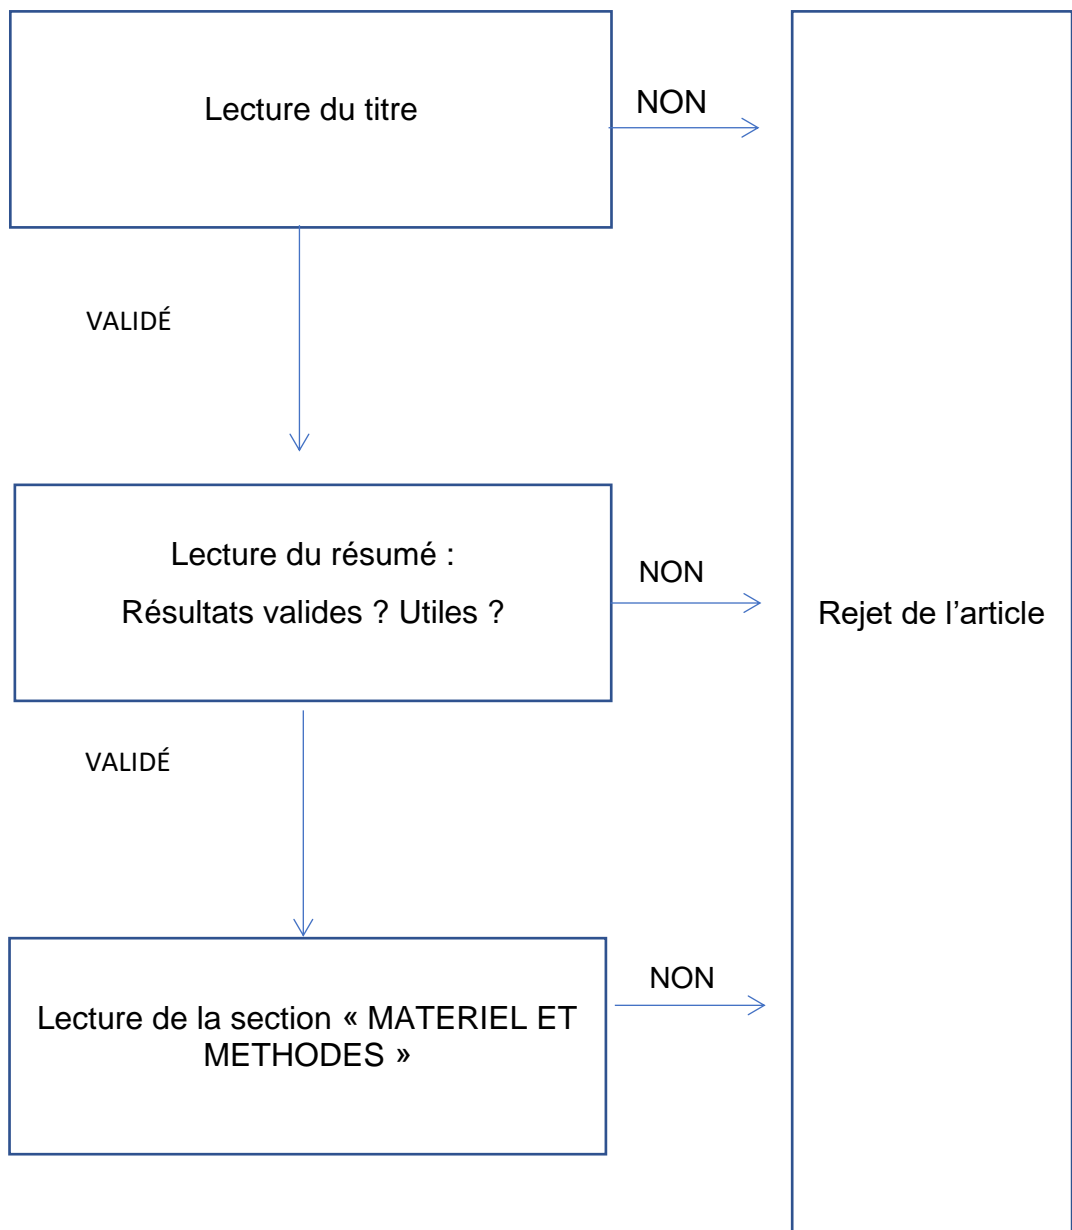 Lecture du titre
NON
VALIDÉ
Lecture du résumé :
Résultats valides ? Utiles ?
NON
Rejet de l’article
VALIDÉ
Lecture de la section « MATERIEL ET
METHODES »
NON